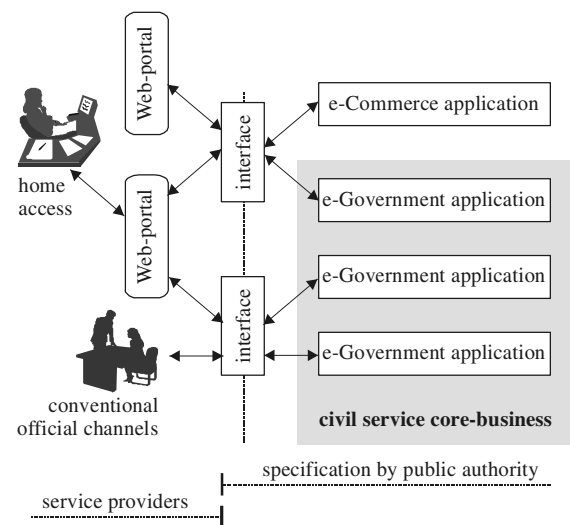 Web-portal
e-Commerce application
interface
home
access
e-Government application
Web-portal
e-Government application
interface
e-Government application
conventional
official channels
civil service core-business
specification by public authority
service providers